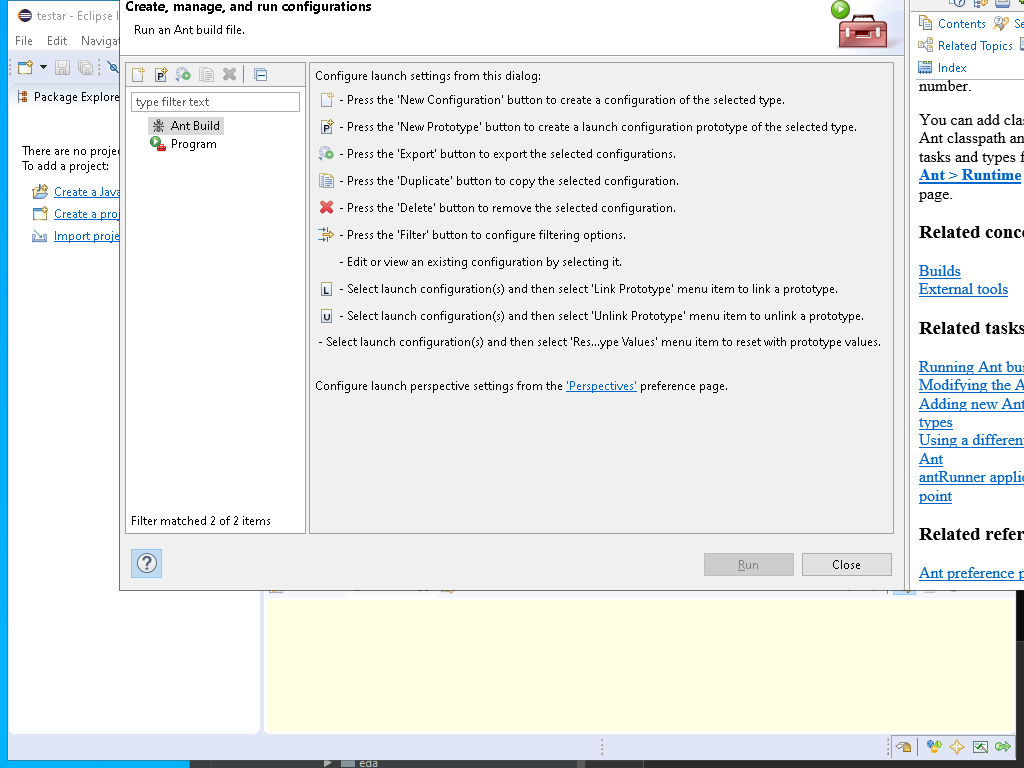 testar - Eclipse I
File Edit Naviga
Package Explore
There are no proje
To add a project:
Create a Java
Create a proj
Import proje
Create, manage, and run configurations
Run an Ant build file.
type filter text
Ant Build
Program
Filter matched 2 of 2 items
Configure launch settings from this dialog:
- Press the 'New Configuration' button to create a configuration of the selected type.
- Press the 'New Prototype' button to create a launch configuration prototype of the selected type.
- Press the 'Export' button to export the selected configurations.
- Press the 'Duplicate' button to copy the selected configuration.
- Press the 'Delete' button to remove the selected configuration.
- Press the 'Filter' button to configure filtering options.
- Edit or view an existing configuration by selecting it.
L - Select launch configuration(s) and then select 'Link Prototype' menu item to link a prototype.
U - Select launch configuration(s) and then select 'Unlink Prototype' menu item to unlink a prototype.
- Select launch configuration(s) and then select 'Res...ype Values' menu item to reset with prototype values.
Configure launch perspective settings from the 'Perspectives' preference page.
Run
Close
Contents Se
Related Topics
Index
number.
You can add clas
Ant classpath an
tasks and types f
Ant > Runtime
page.
Related conce
Builds
External tools
Related tasks
Running Ant bui
Modifying the A
Adding new Ant
types
Using a differen
Ant
antRunner applic
point
Related refer
Ant preference p
eda